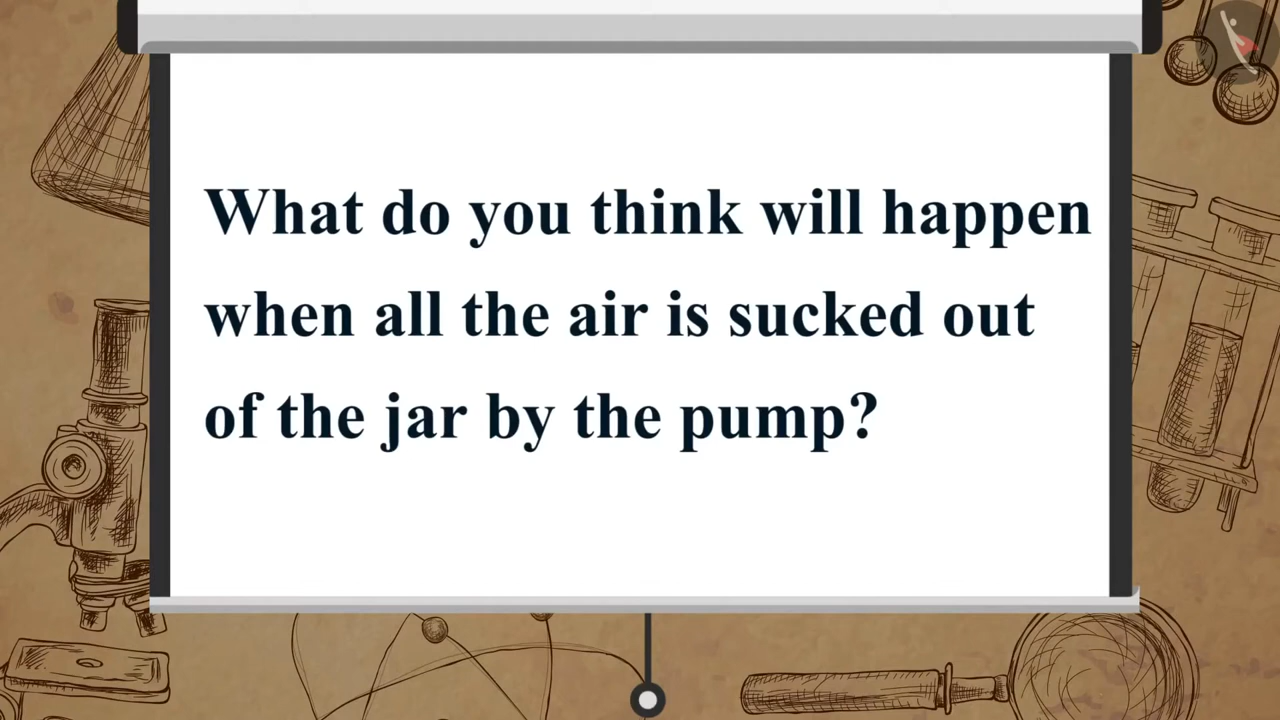 What do you think will happen
when all the air is sucked out
of the jar by the pump?